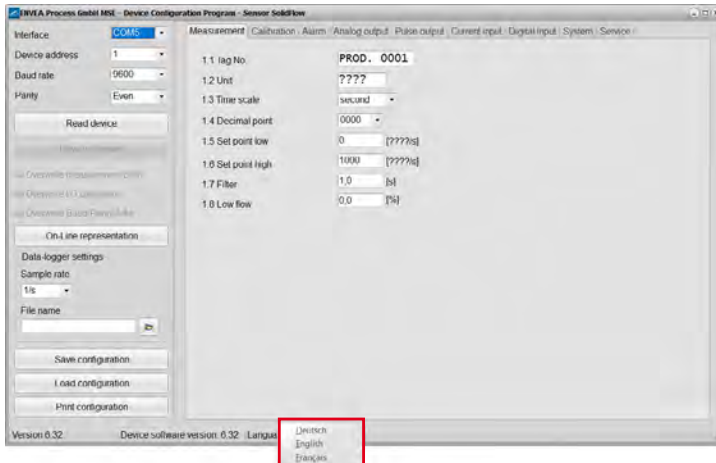 ENVEA Process GmbH MSE - Device Configuration Program - Sensor SolidFlow
Interface COM5
Device address 1
Baud rate 9600
Parity Even
Read device
On-Line representation
Data-logger settings
Sample rate
1/s
File name
Save configuration
Load configuration
Print configuration
Measurement Calibration Alarm Analog output Pulse output Current input Digital input System Service
1.1 Tag No. PROD. 0001
1.2 Unit ????
1.3 Time scale second
1.4 Decimal point 0000
1.5 Set point low 0 [????/s]
1.6 Set point high 1000 [????/s]
1.7 Filter 1,0 [s]
1.8 Low flow 0,0 [%]
Version 6.32 Device software version: 6.32
Deutsch
English
Français